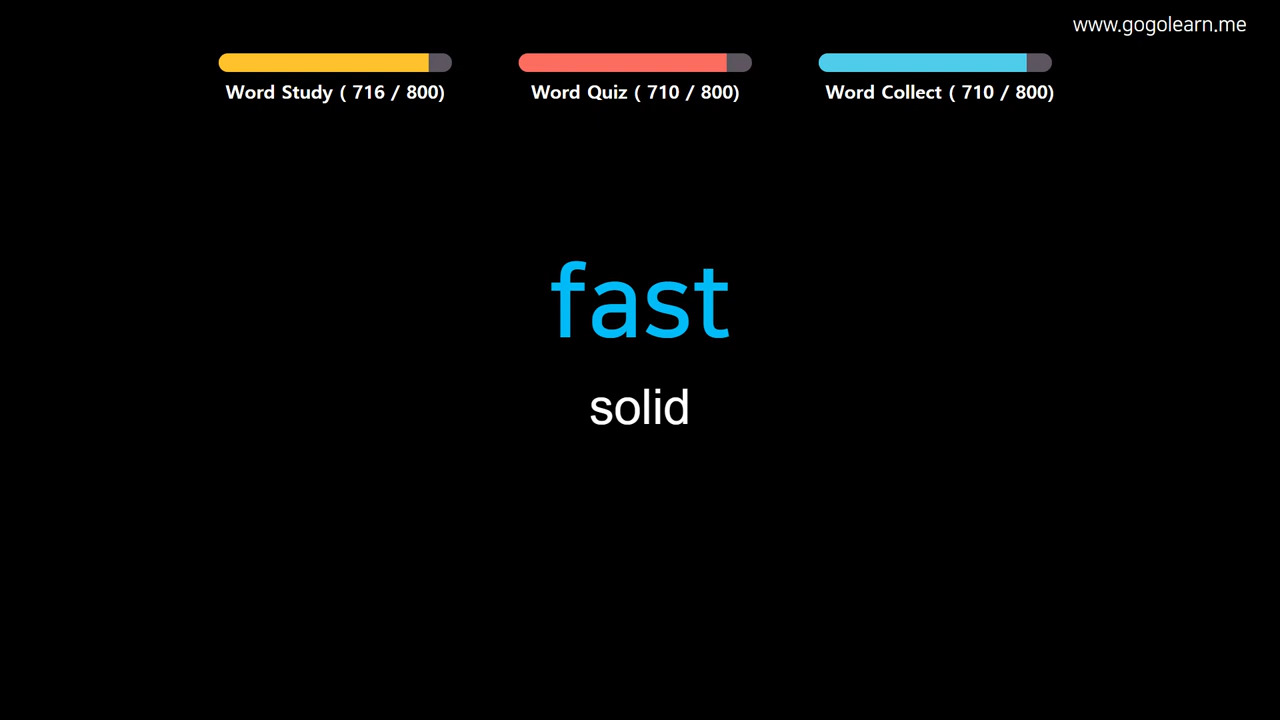 www.gogolearn.me
Word Study ( 716 / 800)
Word Quiz ( 710 / 800)
Word Collect ( 710 / 800)
fast
solid